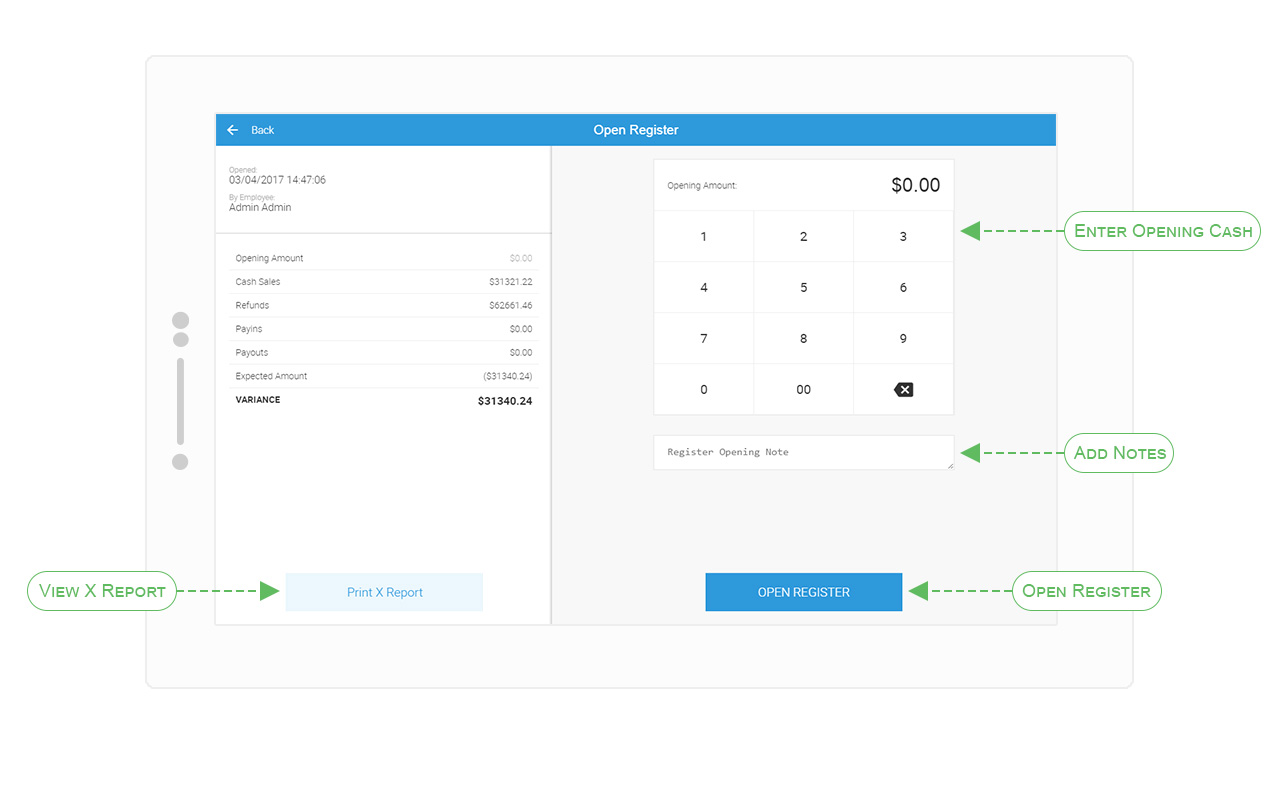 Back
Open Register
Opened:
03/04/2017 14:47:06
By Employee:
Admin Admin
Opening Amount $0.00
Cash Sales $31321.22
Refunds $62661.46
Payins $0.00
Payouts $0.00
Expected Amount ($31340.24)
VARIANCE $31340.24
Print X Report
Opening Amount: $0.00
1 2 3
4 5 6
7 8 9
0 00
Register Opening Note
OPEN REGISTER
Enter Opening Cash
Add Notes
View X Report
Open Register